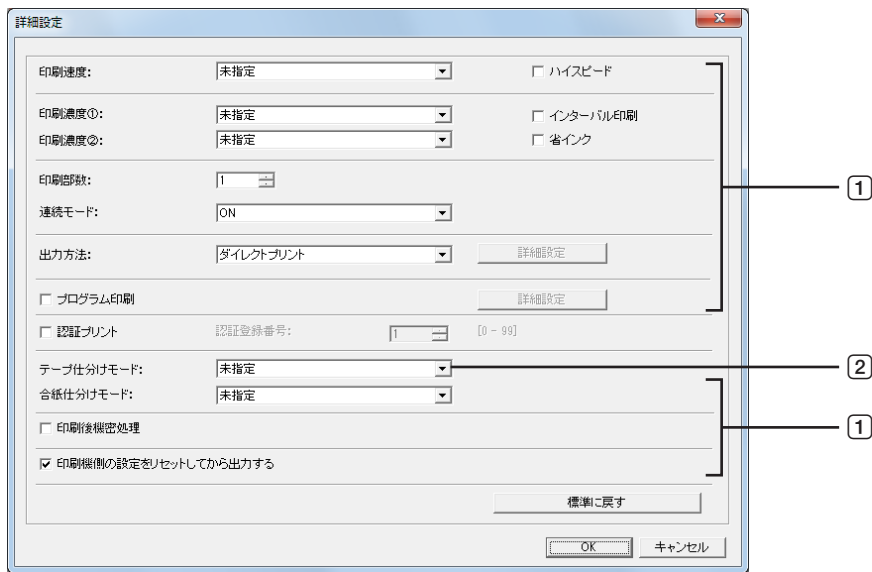 詳細設定
印刷速度: 未指定 ハイスピード
印刷濃度①: 未指定 インターバル印刷
印刷濃度②: 未指定 省インク
印刷部数: 1
1
連続モード: ON
出力方法: ダイレクトプリント 詳細設定
プログラム印刷 詳細設定
認証プリント 認証登録番号: 1 [0 - 99]
テープ仕分けモード: 未指定 2
合紙仕分けモード: 未指定
印刷後機密処理 1
印刷機側の設定をリセットしてから出力する
標準に戻す
OK キャンセル